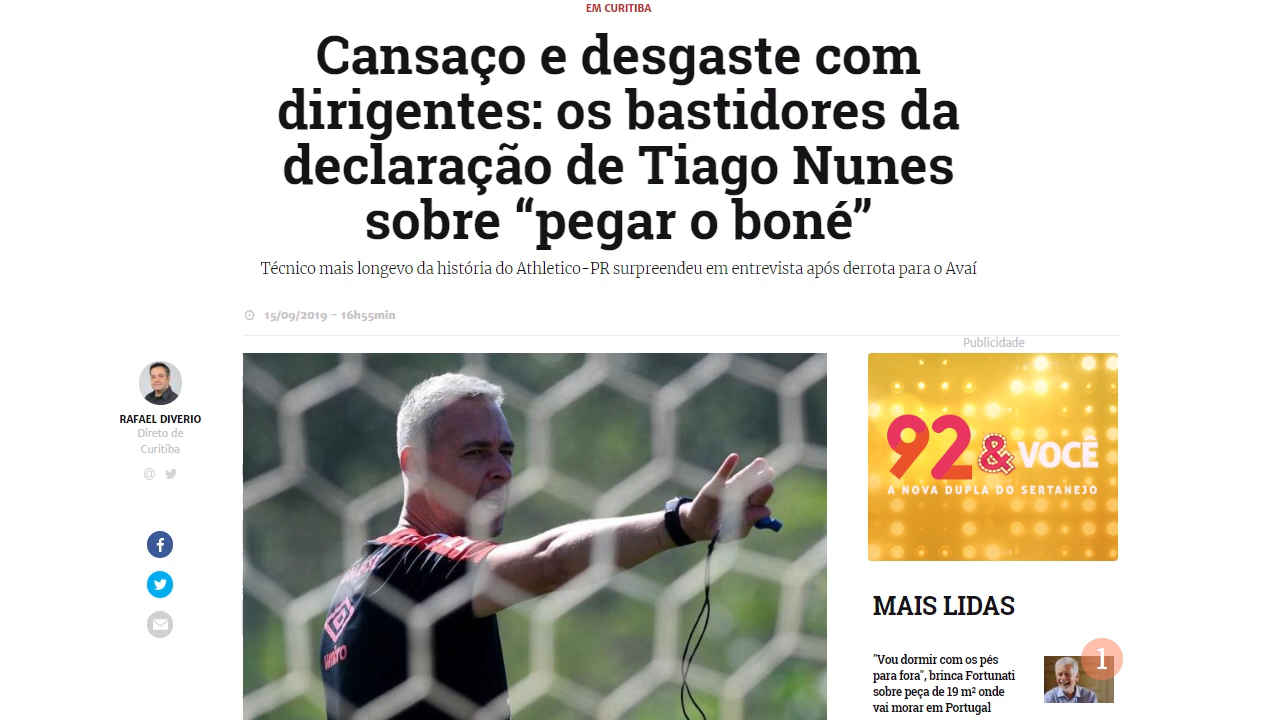 EM CURITIBA
Cansaço e desgaste com
dirigentes: os bastidores da
declaração de Tiago Nunes
sobre “pegar o boné”
Técnico mais longevo da história do Athletico-PR surpreendeu em entrevista após derrota para o Avaí
15/09/2019 - 16h55min
RAFAEL DIVERIO
Direto de
Curitiba
Publicidade
92 & VOCÊ
A NOVA DUPLA DO SERTANEJO
MAIS LIDAS
"Vou dormir com os pés
para fora", brinca Fortunati
sobre peça de 19 m² onde
vai morar em Portugal
1